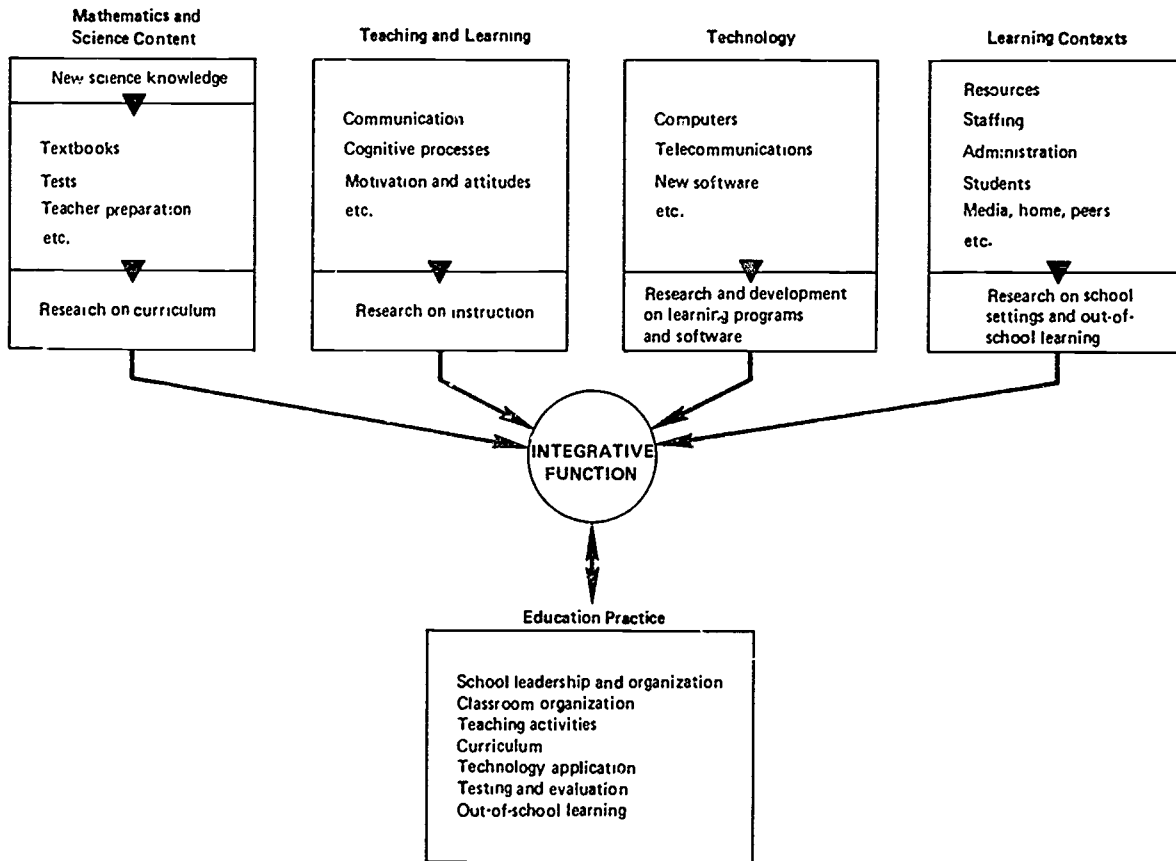 Mathematics and
Science Content
New science knowledge
Textbooks
Tests
Teacher preparation
etc.
Research on curriculum
Teaching and Learning
Communication
Cognitive processes
Motivation and attitudes
etc.
Research on instruction
Technology
Computers
Telecommunications
New software
etc.
Research and development
on learning programs
and software
Learning Contexts
Resources
Staffing
Administration
Students
Media, home, peers
etc.
Research on school
settings and out-of-
school learning
INTEGRATIVE
FUNCTION
Education Practice
School leadership and organization
Classroom organization
Teaching activities
Curriculum
Technology application
Testing and evaluation
Out-of-school learning